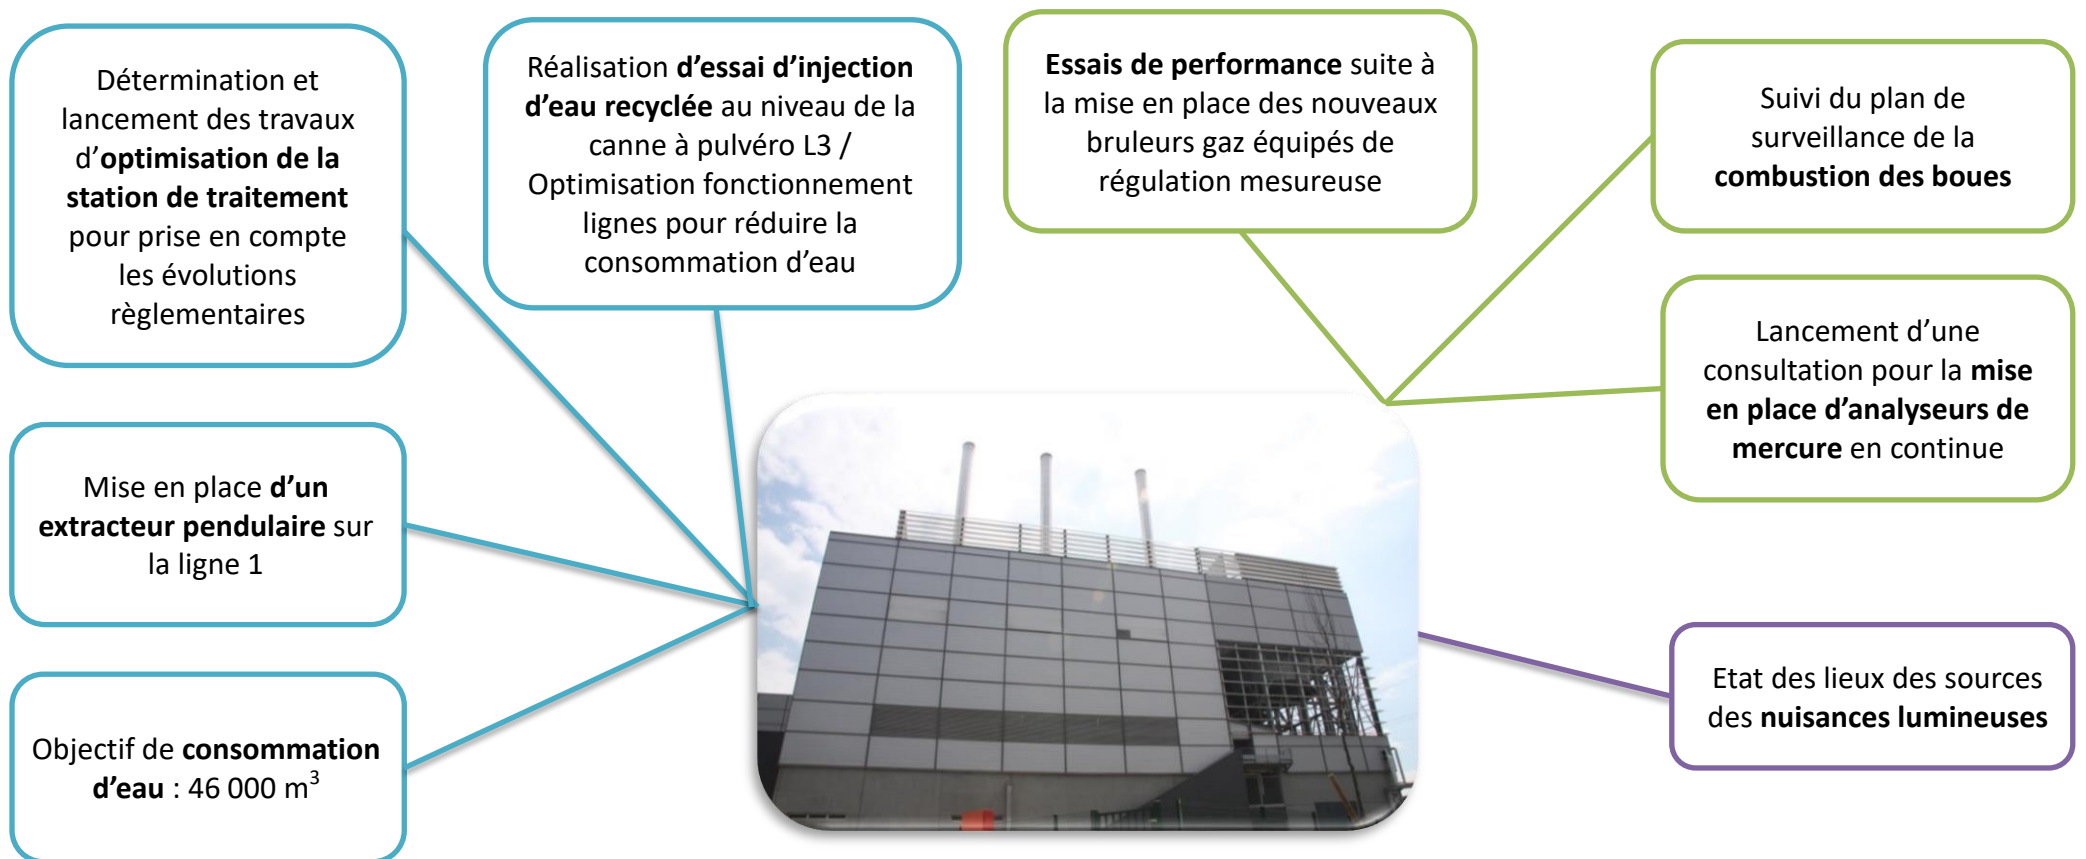 Détermination et
lancement des travaux
d’optimisation de la
station de traitement
pour prise en compte
les évolutions
règlementaires
Réalisation d’essai d’injection
d’eau recyclée au niveau de la
canne à pulvéro L3 /
Optimisation fonctionnement
lignes pour réduire la
consommation d’eau
Essais de performance suite à
la mise en place des nouveaux
bruleurs gaz équipés de
régulation mesureuse
Suivi du plan de
surveillance de la
combustion des boues
Lancement d’une
consultation pour la mise
en place d’analyseurs de
mercure en continue
Mise en place d’un
extracteur pendulaire sur
la ligne 1
Etat des lieux des sources
des nuisances lumineuses
Objectif de consommation
d’eau : 46 000 m³